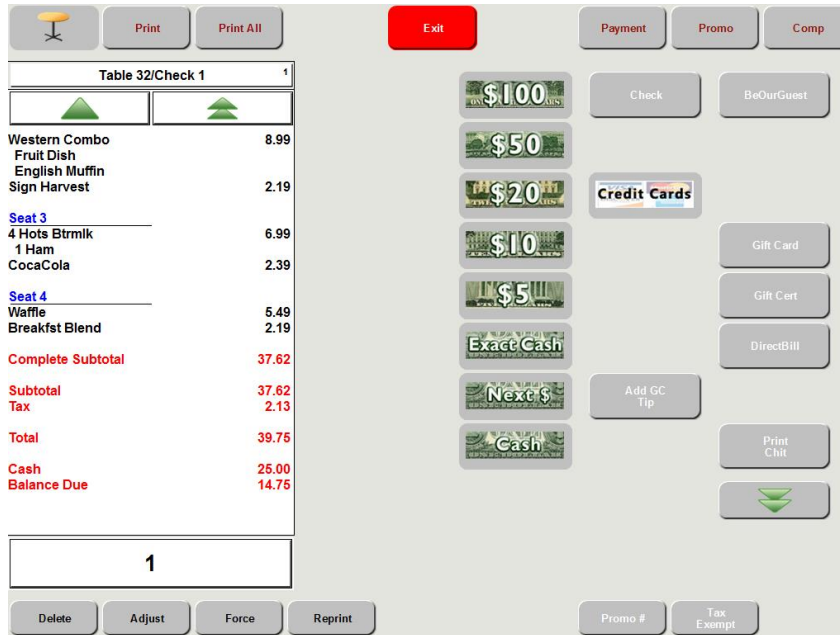 Print
Print All
Exit
Payment
Promo
Comp
Table 32/Check 1
1
Western Combo 8.99
Fruit Dish
English Muffin
Sign Harvest 2.19
Seat 3
4 Hots Btrmlk 6.99
1 Ham
CocaCola 2.39
Seat 4
Waffle 5.49
Breakfst Blend 2.19
Complete Subtotal 37.62
Subtotal 37.62
Tax 2.13
Total 39.75
Cash 25.00
Balance Due 14.75
1
$100
$50
$20
$10
$5
Exact Cash
Next $
Cash
Check
Credit Cards
Add GC
Tip
BeOurGuest
Gift Card
Gift Cert
DirectBill
Print
Chit
Delete
Adjust
Force
Reprint
Promo #
Tax
Exempt